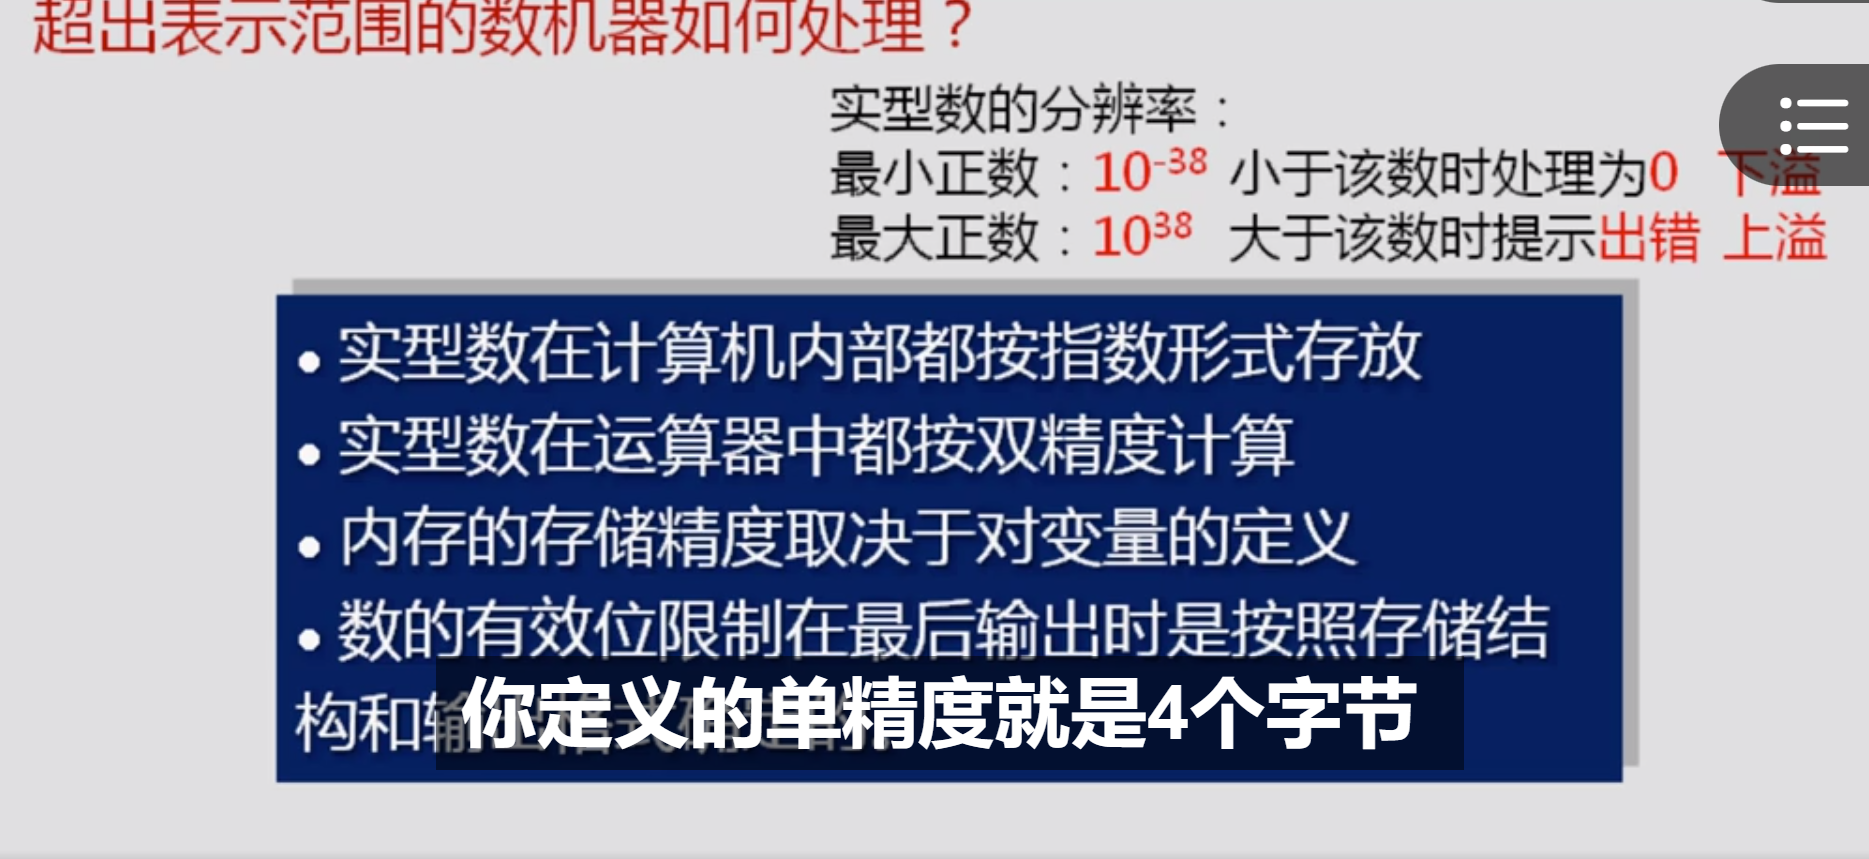 超出表示范围的数机器如何处理？
实型数的分辨率：
最小正数：10⁻³⁸ 小于该数时处理为0 下溢
最大正数：10³⁸ 大于该数时提示出错 上溢
• 实型数在计算机内部都按指数形式存放
• 实型数在运算器中都按双精度计算
• 内存的存储精度取决于对变量的定义
• 数的有效位限制在最后输出时是按照存储结
构和输
你定义的单精度就是4个字节